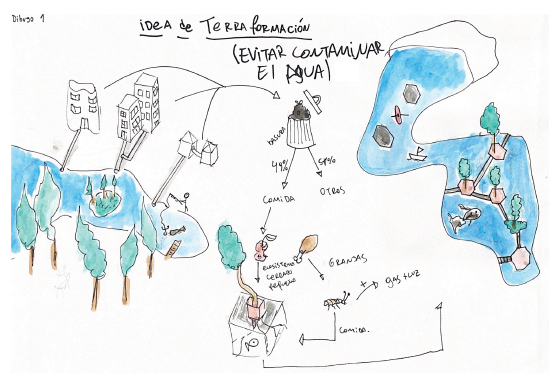 Dibujo 1
iDEA de TERRAformación
(EVITAR CONTAMINAR
El AGUA)
BASURA
49%
51%
COMIDA
OTROS
ECOSISTEMA
CERRADO
PEQUEÑO
GRANJAS
+ gas+luz
COMIDA.